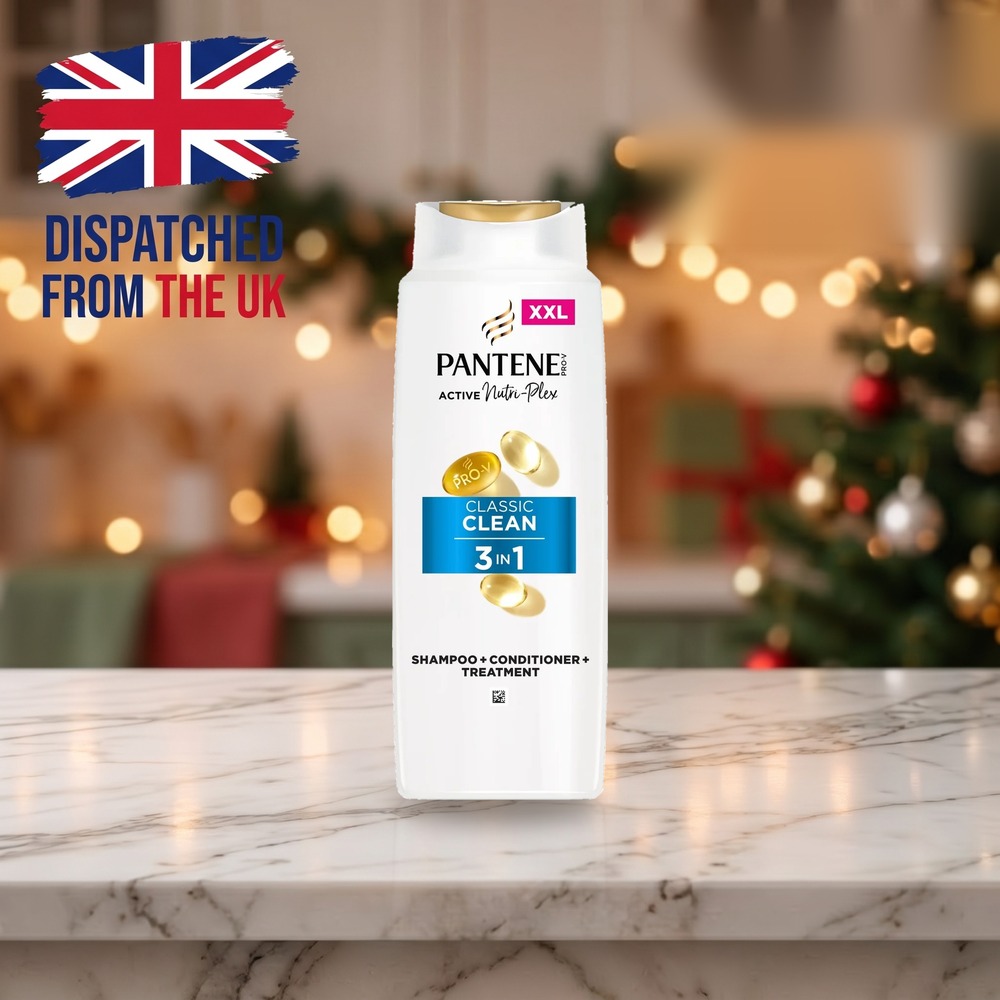 DISPATCHED
FROM THE UK
XXL
PANTENE PRO-V
ACTIVE Nutri-Plex
PRO-V
CLASSIC
CLEAN
3 IN 1
SHAMPOO + CONDITIONER +
TREATMENT